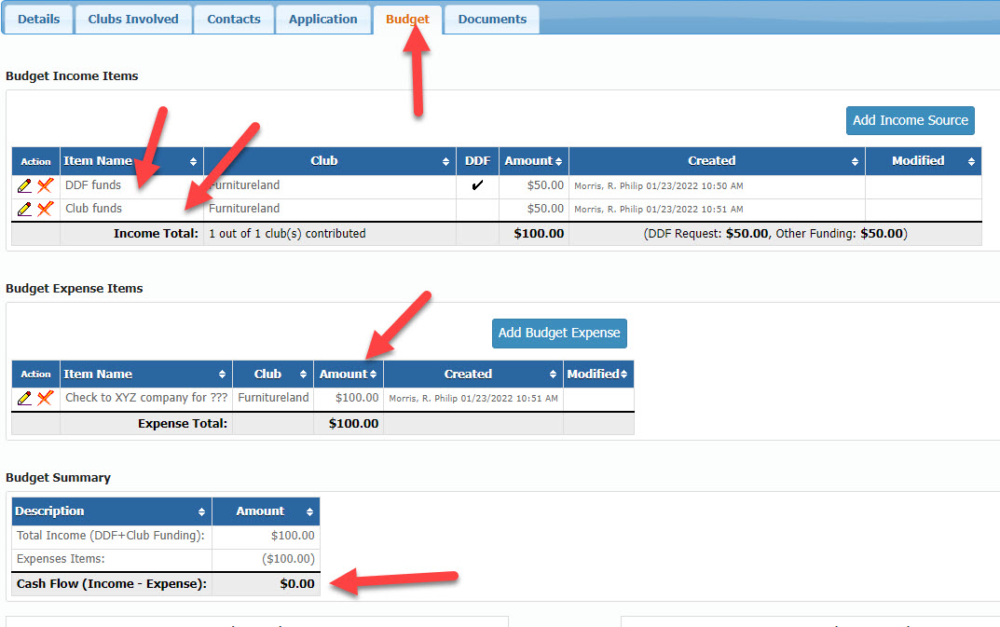 Details Clubs Involved Contacts Application Budget Documents
Budget Income Items
Add Income Source
Action Item Name Club DDF Amount Created Modified
DDF funds Furnitureland ✔ $50.00 Morris, R. Philip 01/23/2022 10:50 AM
Club funds Furnitureland $50.00 Morris, R. Philip 01/23/2022 10:51 AM
Income Total: 1 out of 1 club(s) contributed $100.00 (DDF Request: $50.00, Other Funding: $50.00)
Budget Expense Items
Add Budget Expense
Action Item Name Club Amount Created Modified
Check to XYZ company for ??? Furnitureland $100.00 Morris, R. Philip 01/23/2022 10:51 AM
Expense Total: $100.00
Budget Summary
Description Amount
Total Income (DDF+Club Funding): $100.00
Expenses Items: ($100.00)
Cash Flow (Income - Expense): $0.00